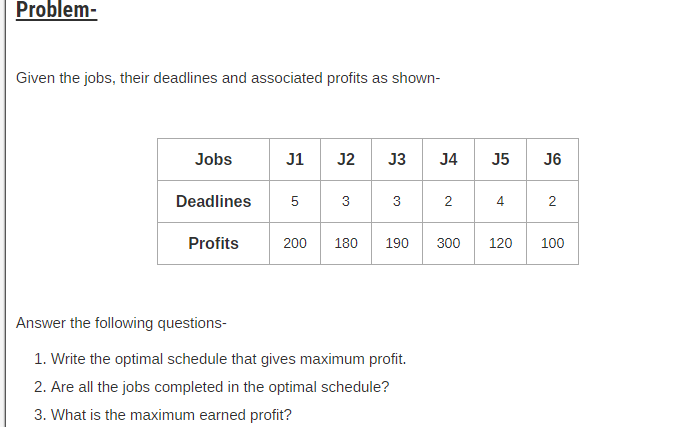 Problem-
Given the jobs, their deadlines and associated profits as shown-
Jobs J1 J2 J3 J4 J5 J6
Deadlines 5 3 3 2 4 2
Profits 200 180 190 300 120 100
Answer the following questions-
1. Write the optimal schedule that gives maximum profit.
2. Are all the jobs completed in the optimal schedule?
3. What is the maximum earned profit?